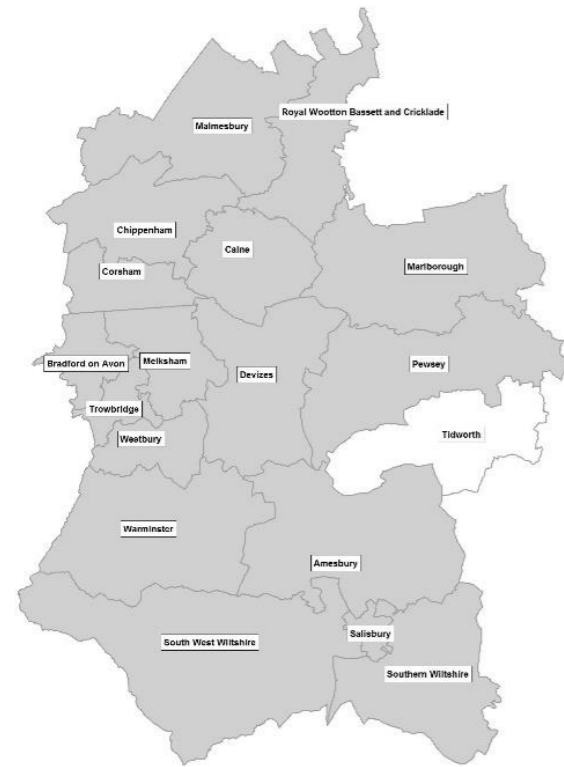 Royal Wootton Bassett and Cricklade
Malmesbury
Chippenham
Calne
Corsham
Marlborough
Bradford on Avon
Melksham
Devizes
Pewsey
Trowbridge
Westbury
Tidworth
Warminster
Amesbury
Salisbury
South West Wiltshire
Southern Wiltshire